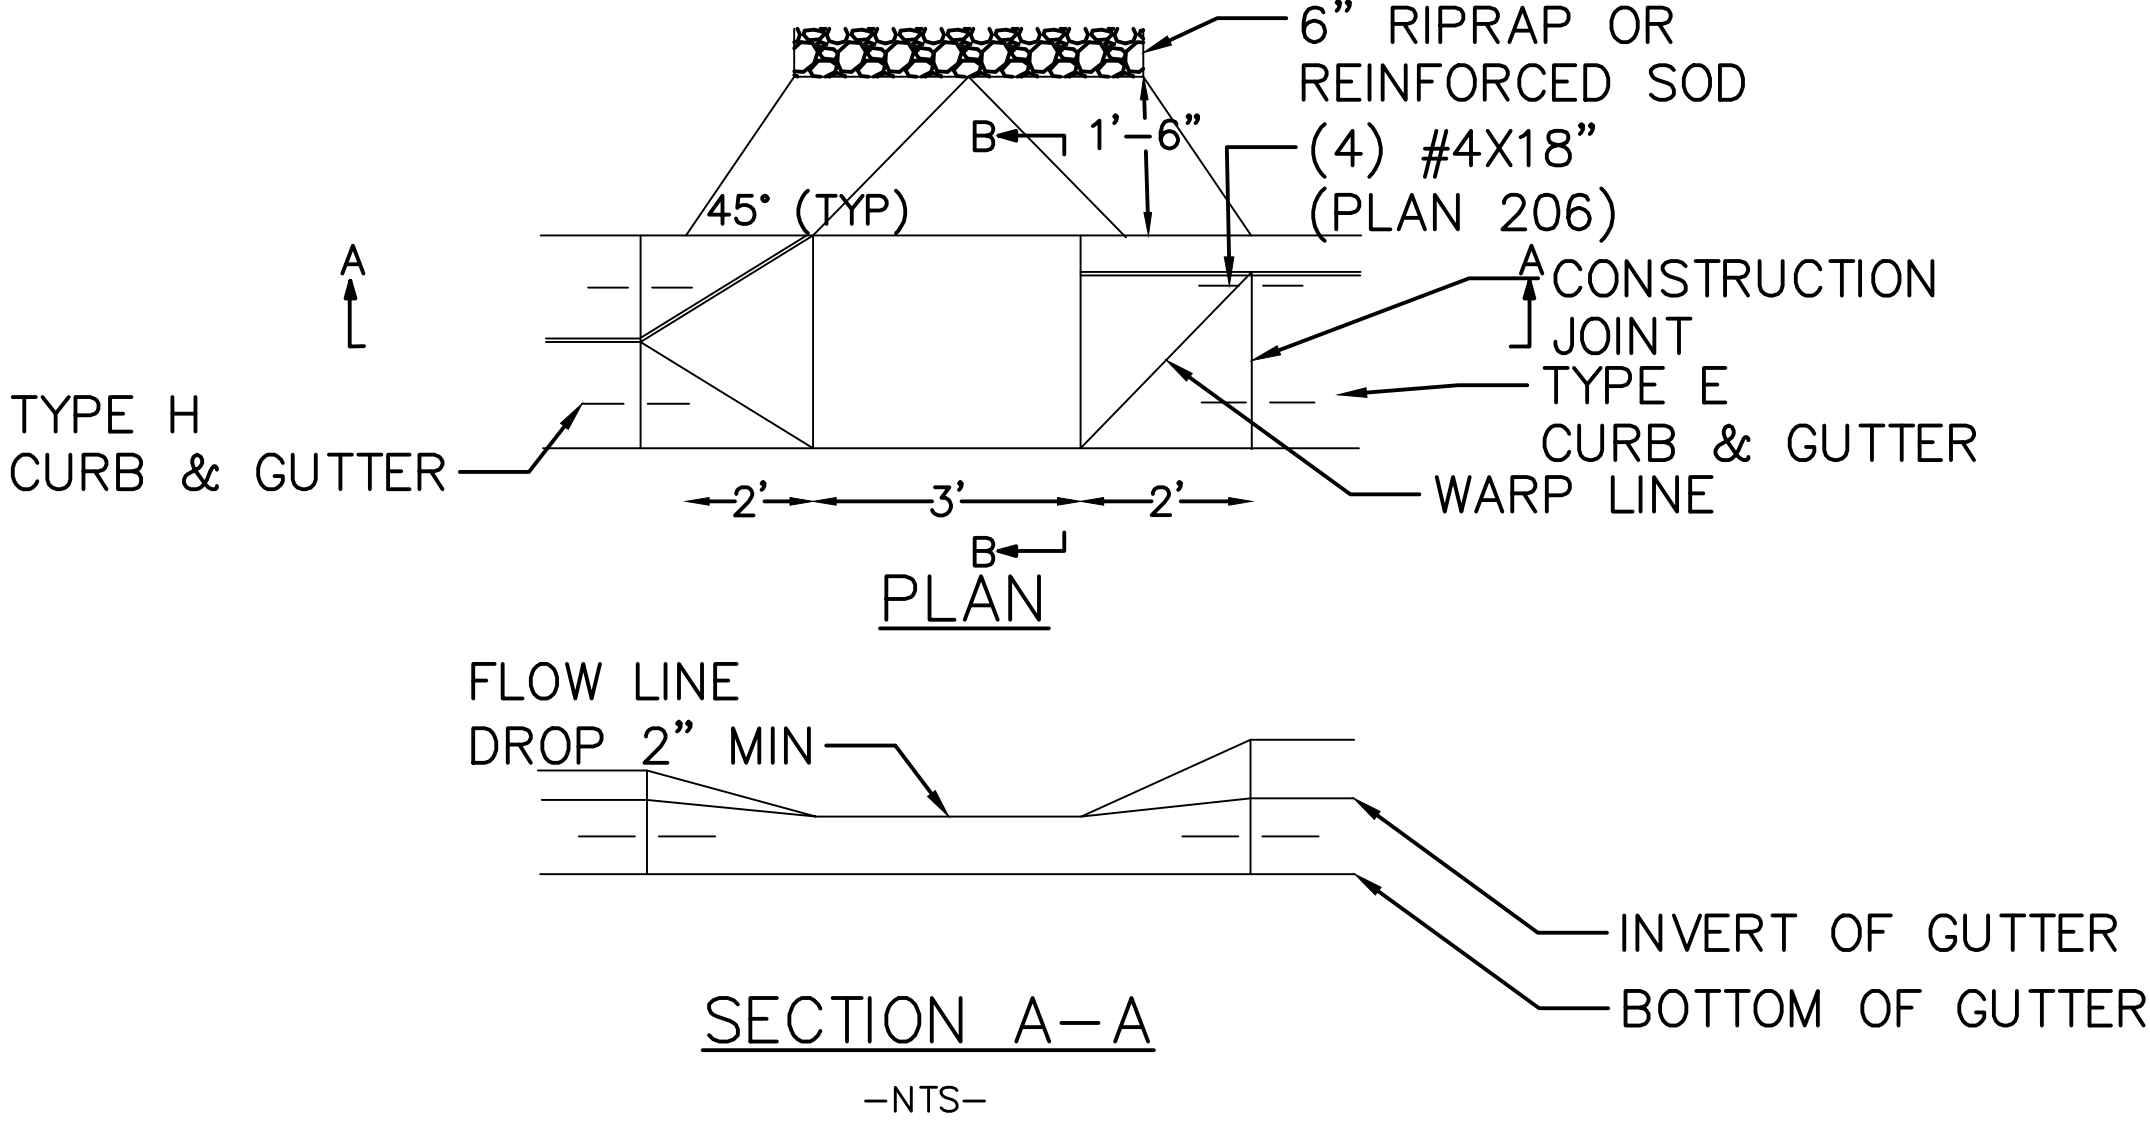 6” RIPRAP OR
REINFORCED SOD
B
1’-6”
(4) #4X18”
(PLAN 206)
45° (TYP)
A
A
CONSTRUCTION
JOINT
TYPE H
CURB & GUTTER
TYPE E
CURB & GUTTER
WARP LINE
2’
3’
2’
B
PLAN
FLOW LINE
DROP 2” MIN
INVERT OF GUTTER
BOTTOM OF GUTTER
SECTION A-A
-NTS-